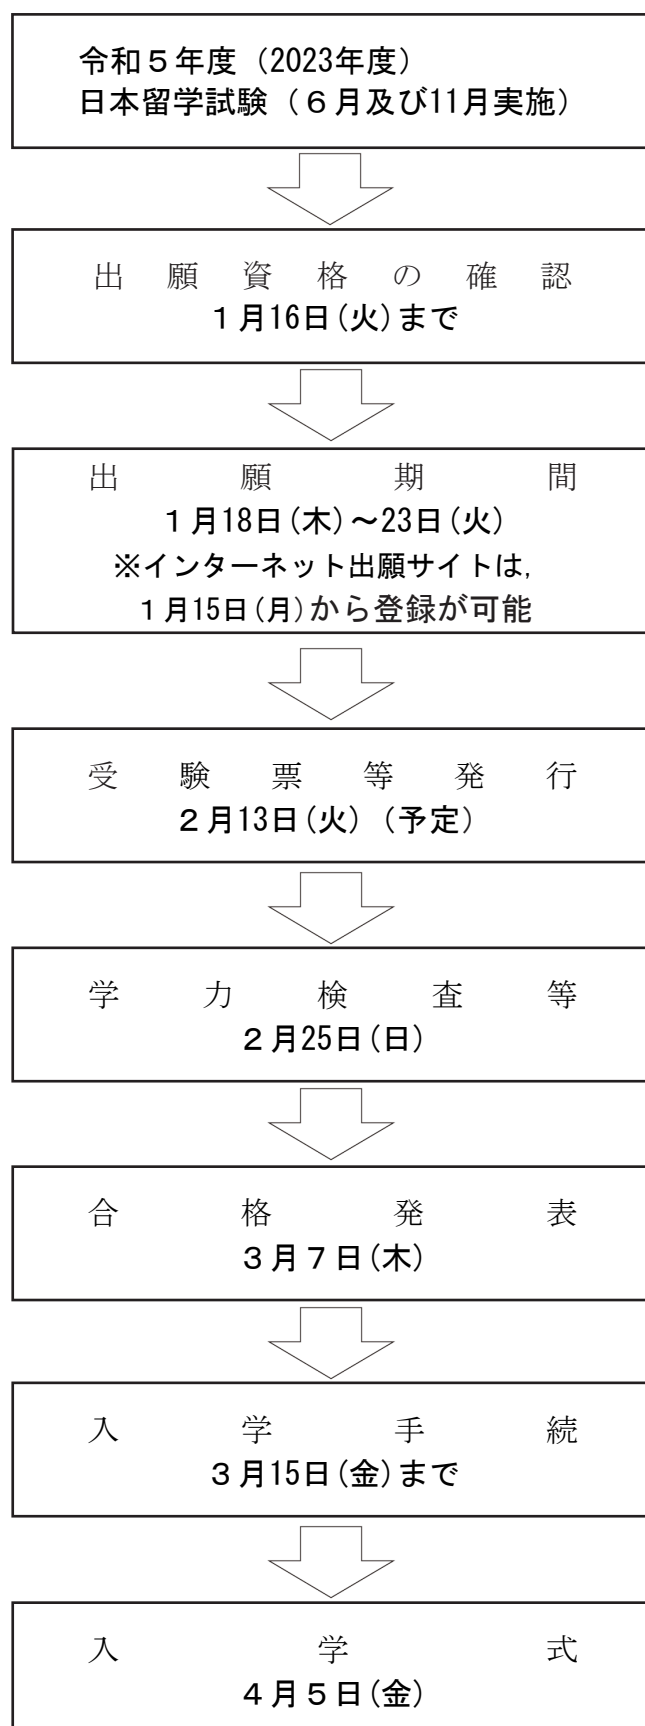 令和５年度（2023年度）
日本留学試験（６月及び11月実施）
出願資格の確認
１月16日(火)まで
出願期間
１月18日(木)～23日(火)
※インターネット出願サイトは,
１月15日(月)から登録が可能
受験票等発行
２月13日(火)（予定）
学力検査等
２月25日(日)
合格発表
３月７日(木)
入学手続
３月15日(金)まで
入学式
４月５日(金)